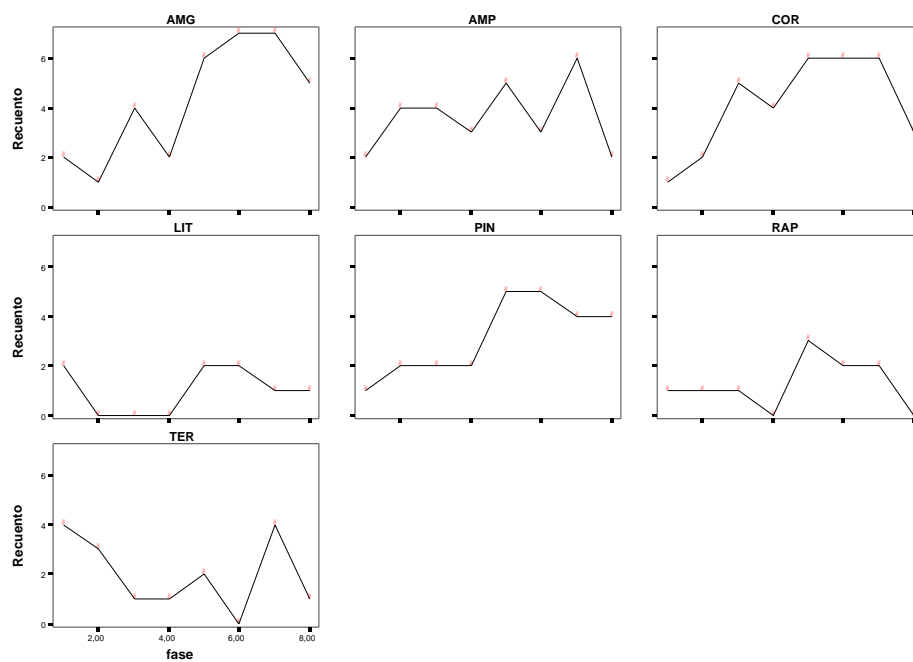 AMG
AMP
COR
Recuento
6
4
2
0
LIT
PIN
RAP
Recuento
6
4
2
0
TER
Recuento
6
4
2
0
2,00
4,00
6,00
8,00
fase